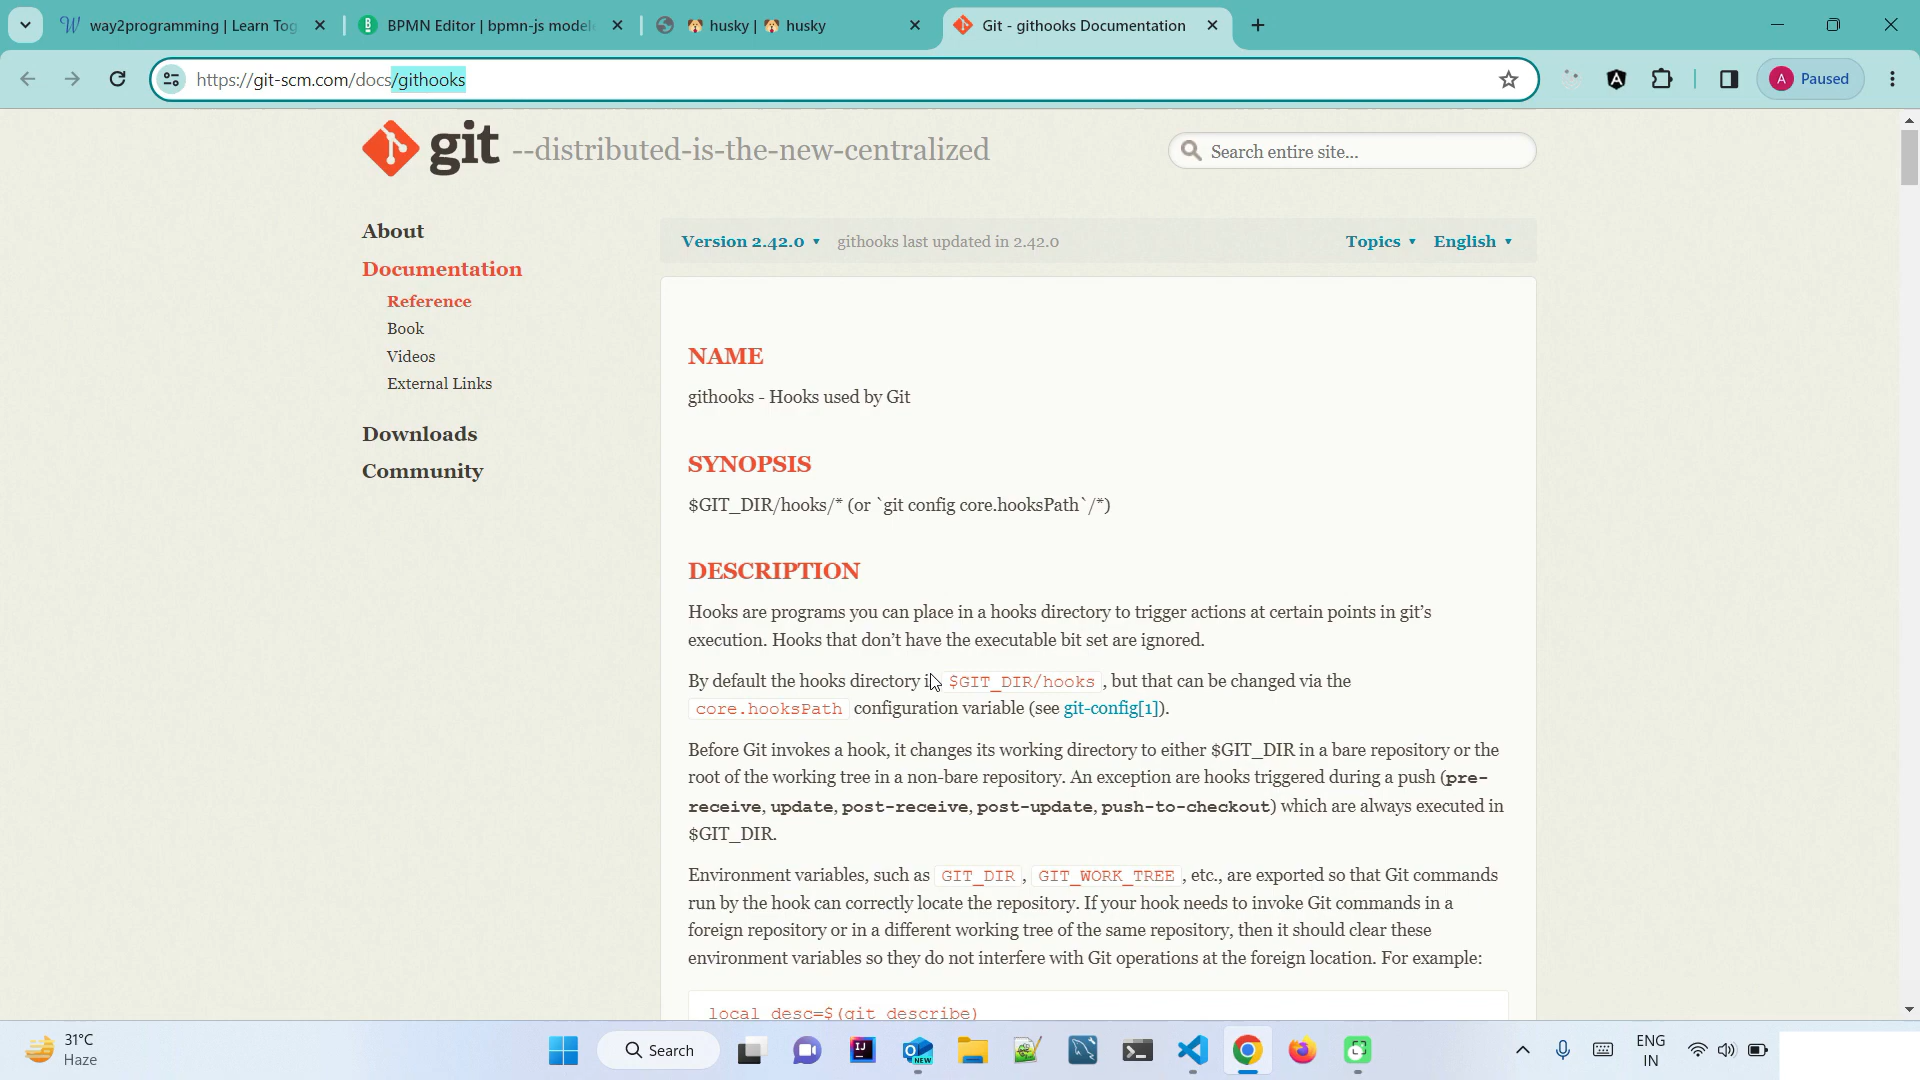 way2programming | Learn Tog
BPMN Editor | bpmn-js model
husky | husky
Git - githooks Documentation
https://git-scm.com/docs/githooks
A Paused
git --distributed-is-the-new-centralized
Search entire site...
About
Documentation
Reference
Book
Videos
External Links
Downloads
Community
Version 2.42.0 ▾ githooks last updated in 2.42.0
Topics ▾ English ▾
NAME
githooks - Hooks used by Git
SYNOPSIS
$GIT_DIR/hooks/* (or `git config core.hooksPath`/*)
DESCRIPTION
Hooks are programs you can place in a hooks directory to trigger actions at certain points in git’s
execution. Hooks that don’t have the executable bit set are ignored.
By default the hooks directory is $GIT_DIR/hooks, but that can be changed via the
core.hooksPath configuration variable (see git-config[1]).
Before Git invokes a hook, it changes its working directory to either $GIT_DIR in a bare repository or the
root of the working tree in a non-bare repository. An exception are hooks triggered during a push (pre-
receive, update, post-receive, post-update, push-to-checkout) which are always executed in
$GIT_DIR.
Environment variables, such as GIT_DIR, GIT_WORK_TREE, etc., are exported so that Git commands
run by the hook can correctly locate the repository. If your hook needs to invoke Git commands in a
foreign repository or in a different working tree of the same repository, then it should clear these
environment variables so they do not interfere with Git operations at the foreign location. For example:
local_desc=$(git describe)
31°C
Haze
Search
NEW
ENG
IN